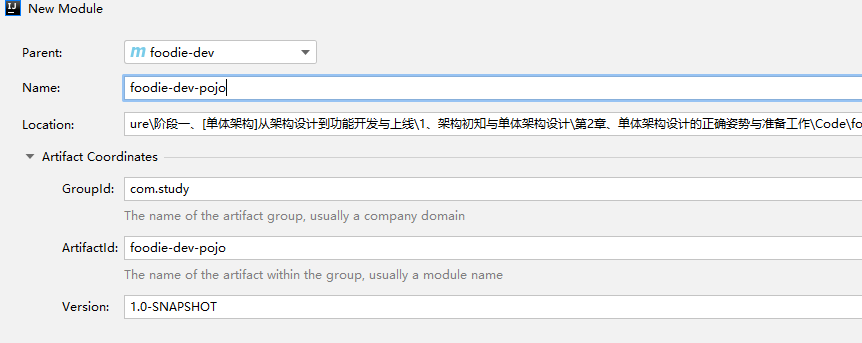 IJ New Module
Parent: m foodie-dev
Name: foodie-dev-pojo
Location: ure\阶段一、[单体架构]从架构设计到功能开发与上线\1、架构初知与单体架构设计\第2章、单体架构设计的正确姿势与准备工作\Code\fo
Artifact Coordinates
GroupId: com.study
The name of the artifact group, usually a company domain
ArtifactId: foodie-dev-pojo
The name of the artifact within the group, usually a module name
Version: 1.0-SNAPSHOT